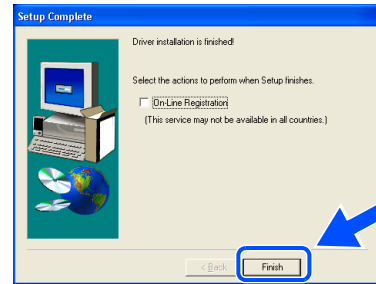 Setup Complete
Driver installation is finished!
Select the actions to perform when Setup finishes.
On-Line Registration
(This service may not be available in all countries.)
< Back
Finish